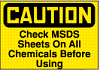 CAUTION
Check MSDS
Sheets On All
Chemicals Before
Using